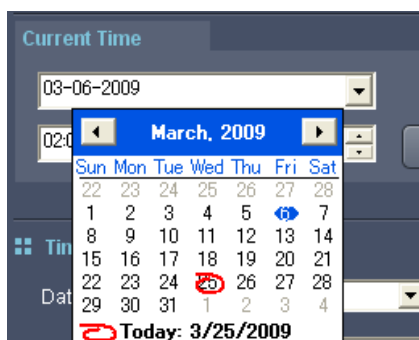 Current Time
03-06-2009
02:0
March, 2009
Sun Mon Tue Wed Thu Fri Sat
22 23 24 25 26 27 28
1 2 3 4 5 6 7
8 9 10 11 12 13 14
15 16 17 18 19 20 21
Tin
22 23 24 25 26 27 28
Dat
29 30 31 1 2 3 4
Today: 3/25/2009